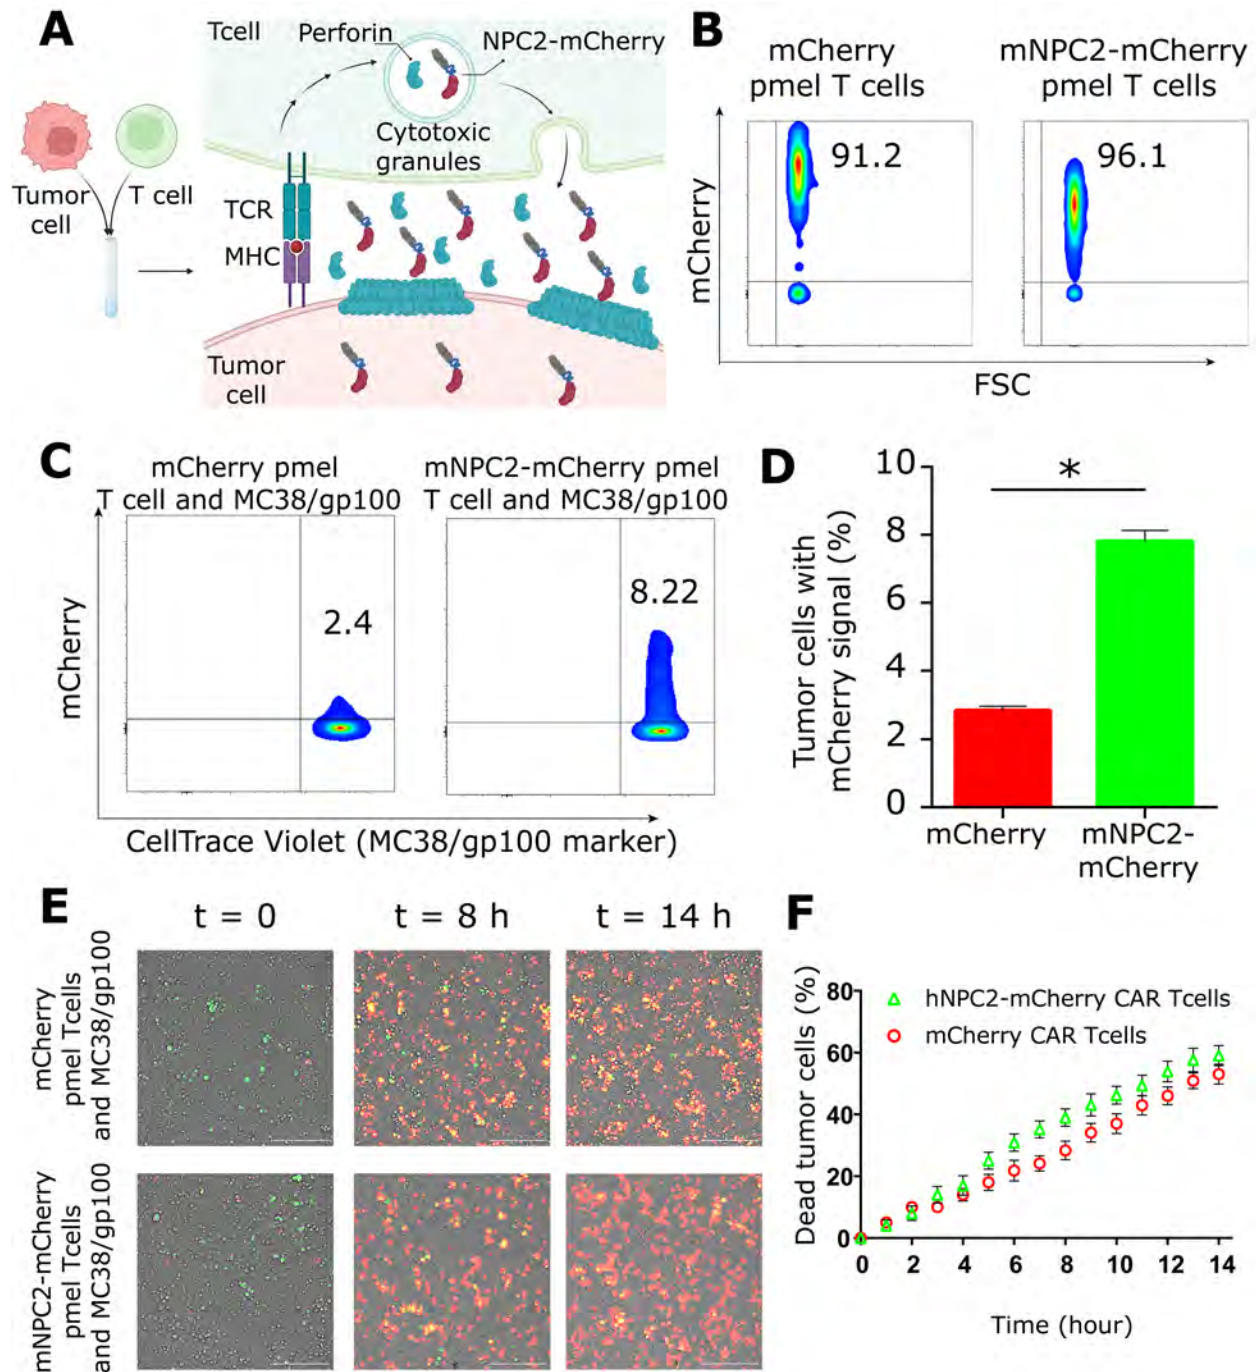 A
Tcell
Perforin
NPC2-mCherry
Cytotoxic
granules
Tumor
cell
T cell
TCR
MHC
Tumor
cell
B
mCherry
pmel T cells
mNPC2-mCherry
pmel T cells
91.2
96.1
mCherry
FSC
C
mCherry pmel
T cell and MC38/gp100
mNPC2-mCherry pmel
T cell and MC38/gp100
2.4
8.22
mCherry
CellTrace Violet (MC38/gp100 marker)
D
Tumor cells with
mCherry signal (%)
10
8
6
4
2
0
*
mCherry
mNPC2-
mCherry
E
t = 0
t = 8 h
t = 14 h
mCherry
pmel Tcells
and MC38/gp100
mNPC2-mCherry
pmel Tcells
and MC38/gp100
F
Dead tumor cells (%)
80
60
40
20
0
hNPC2-mCherry CAR Tcells
mCherry CAR Tcells
0 2 4 6 8 10 12 14
Time (hour)